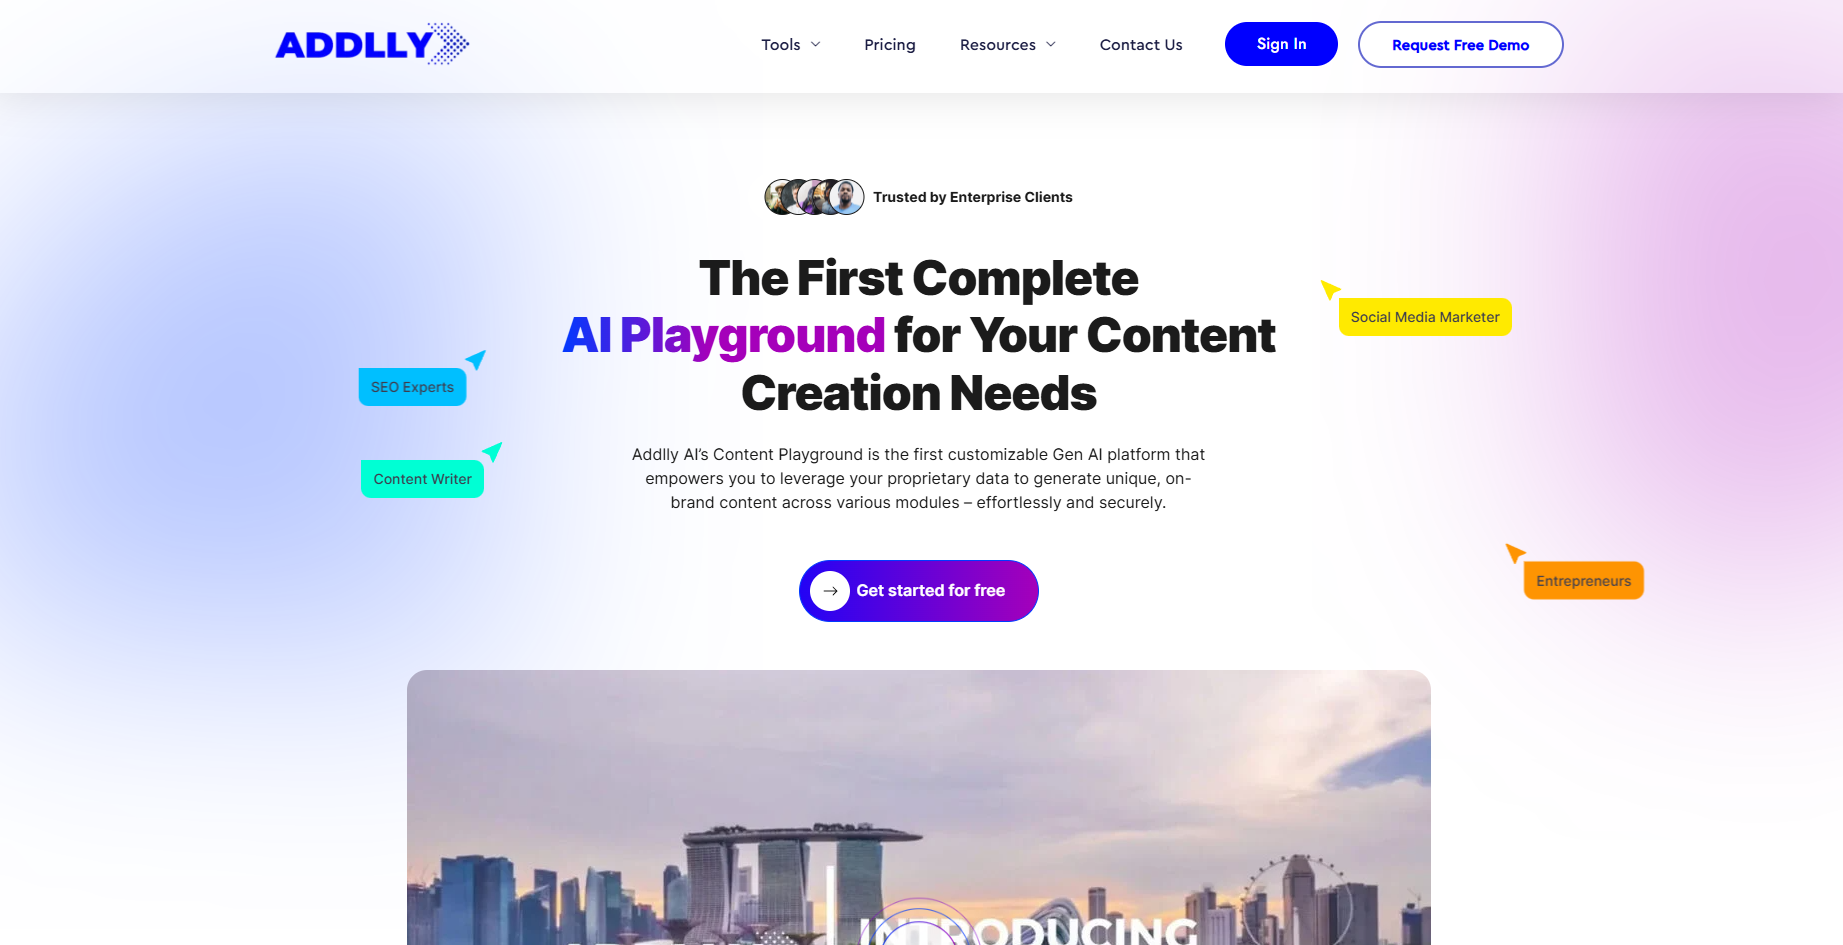 ADDLLY
Tools
Pricing
Resources
Contact Us
Sign In
Request Free Demo
Trusted by Enterprise Clients
The First Complete
AI Playground for Your Content
Creation Needs
Social Media Marketer
SEO Experts
Content Writer
Addlly AI’s Content Playground is the first customizable Gen AI platform that
empowers you to leverage your proprietary data to generate unique, on-
brand content across various modules – effortlessly and securely.
Entrepreneurs
Get started for free
INTRODUCING